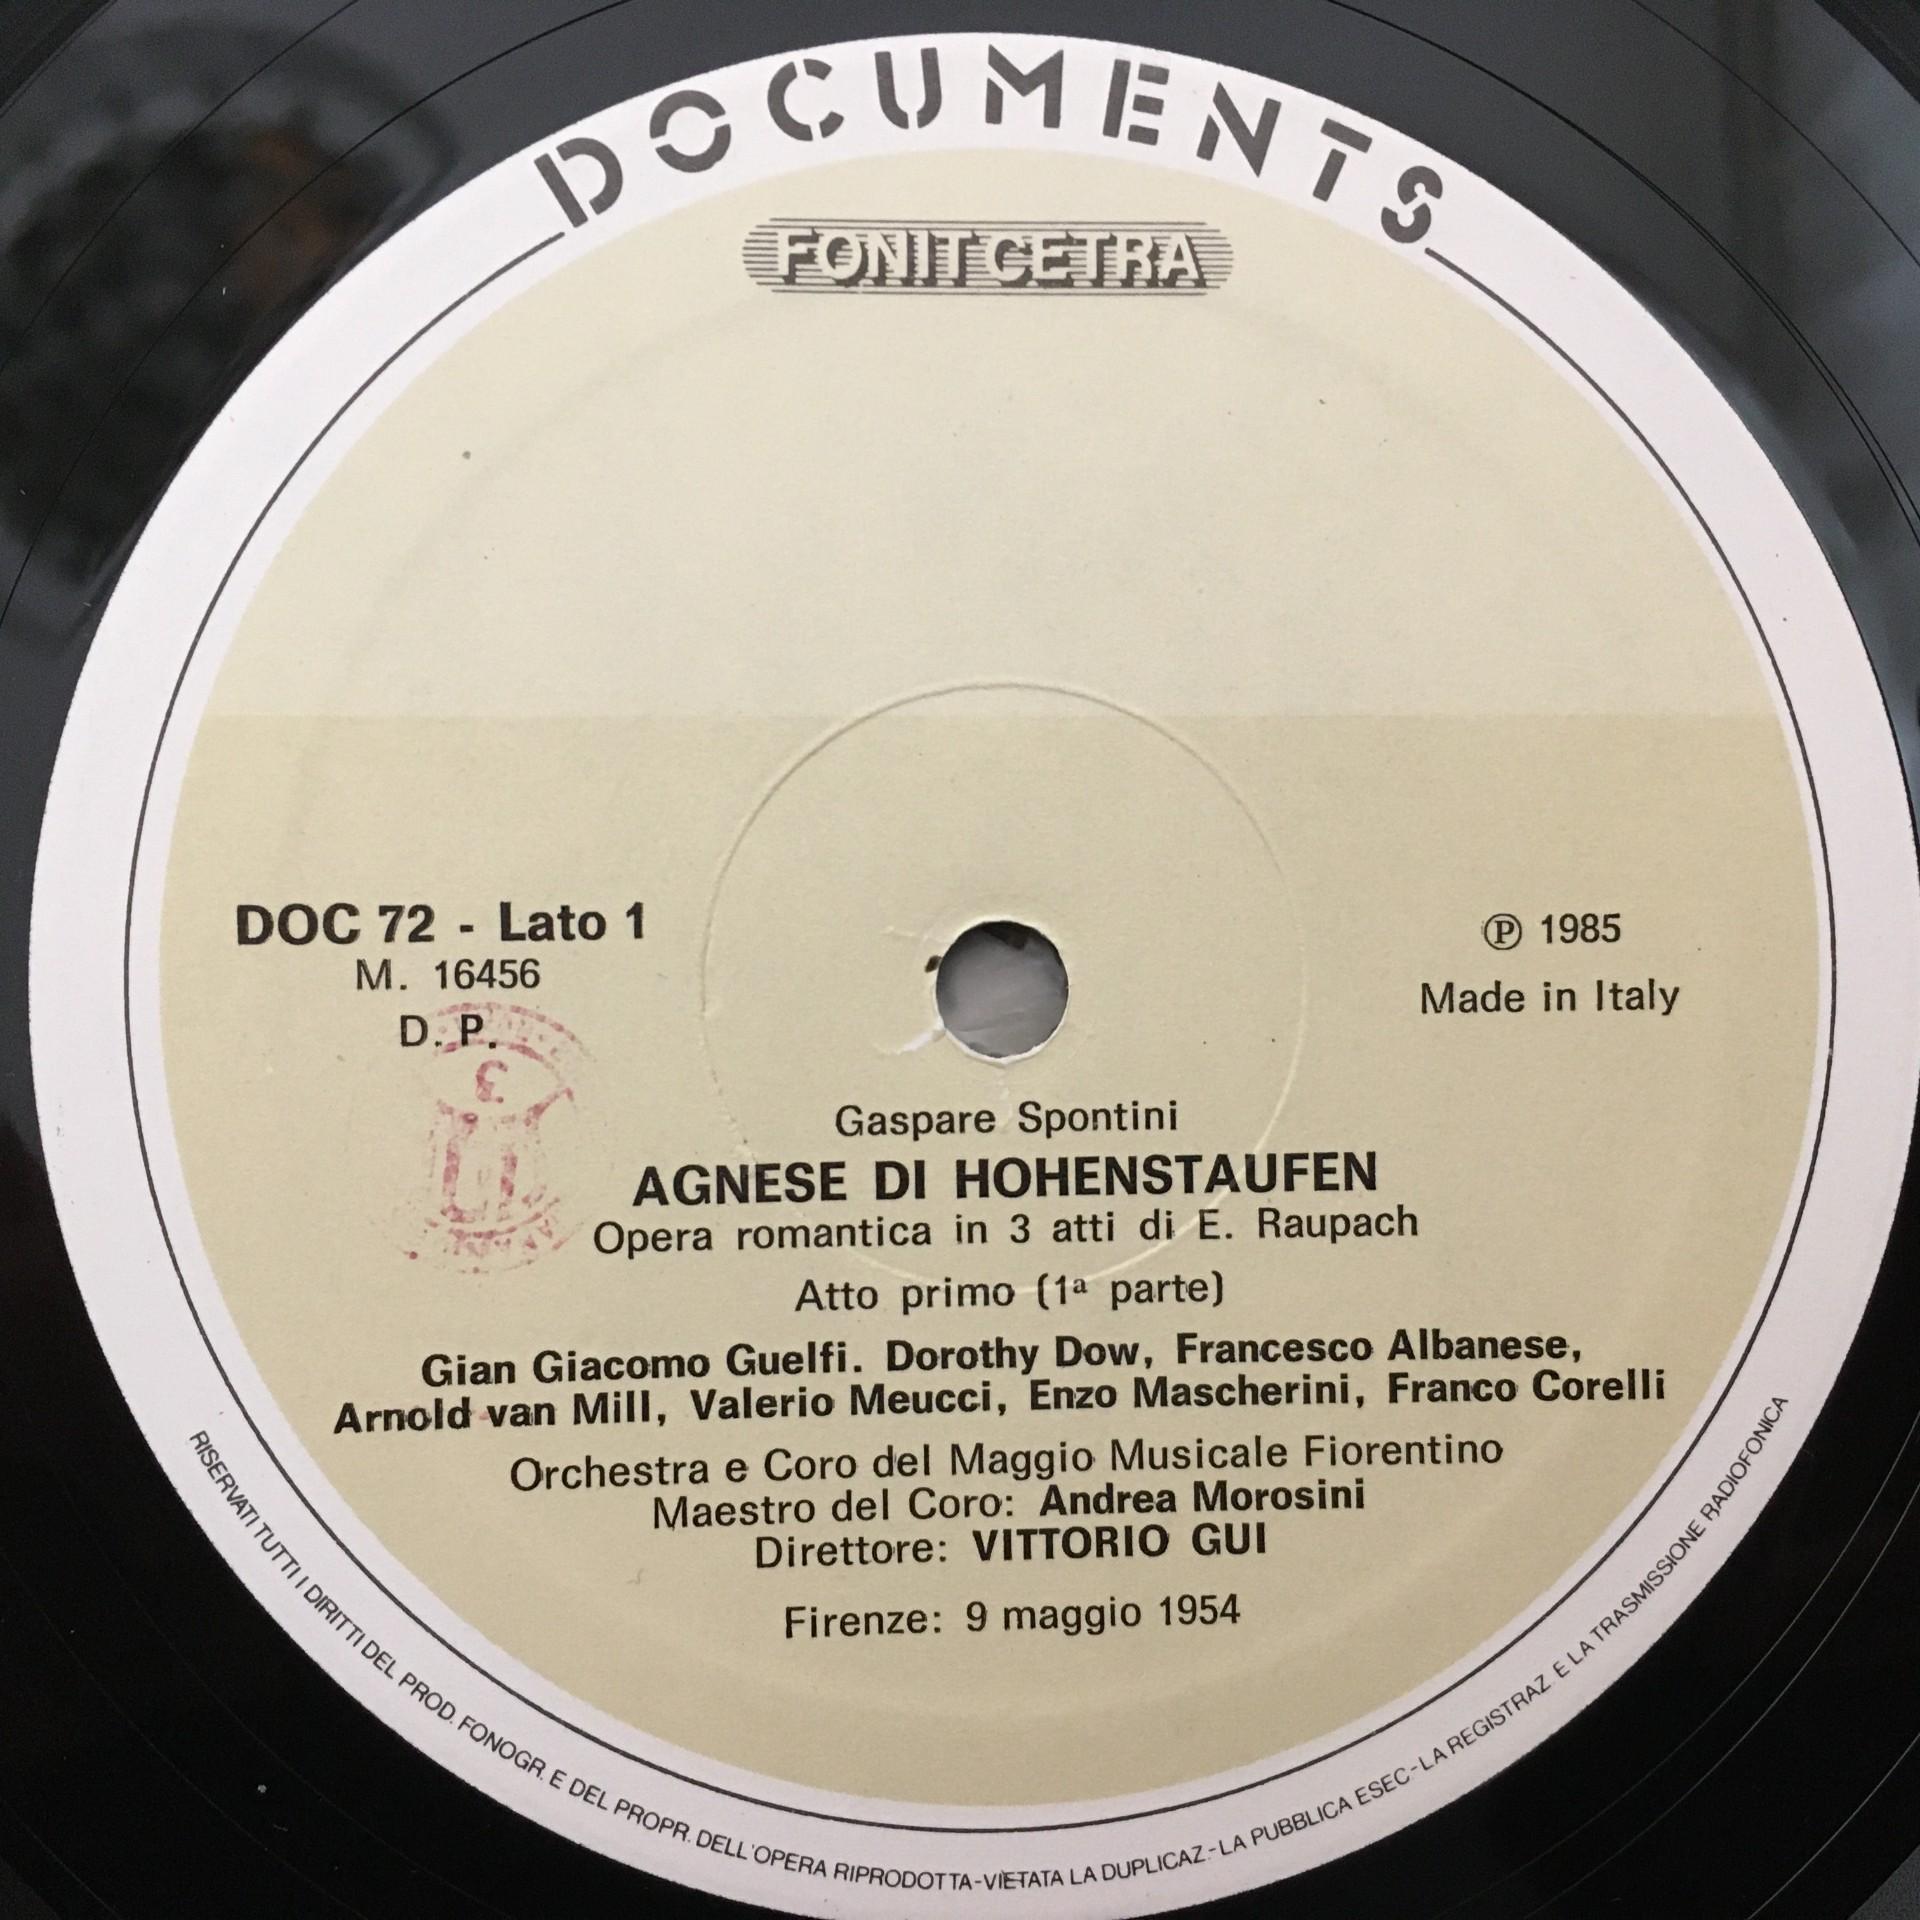 DOCUMENTS
FONIT CETRA
DOC 72 - Lato 1
M. 16456
D. P.
℗ 1985
Made in Italy
Gaspare Spontini
AGNESE DI HOHENSTAUFEN
Opera romantica in 3 atti di E. Raupach
Atto primo (1ª parte)
Gian Giacomo Guelfi. Dorothy Dow, Francesco Albanese,
Arnold van Mill, Valerio Meucci, Enzo Mascherini, Franco Corelli
Orchestra e Coro del Maggio Musicale Fiorentino
Maestro del Coro: Andrea Morosini
Direttore: VITTORIO GUI
Firenze: 9 maggio 1954
RISERVATI TUTTI I DIRITTI DEL PROD. FONOGR. E DEL PROPR. DELL'OPERA RIPRODOTTA-VIETATA LA DUPLICAZ.-LA PUBBLICA ESEC-LA REGISTRAZ. E LA TRASMISSIONE RADIOFONICA